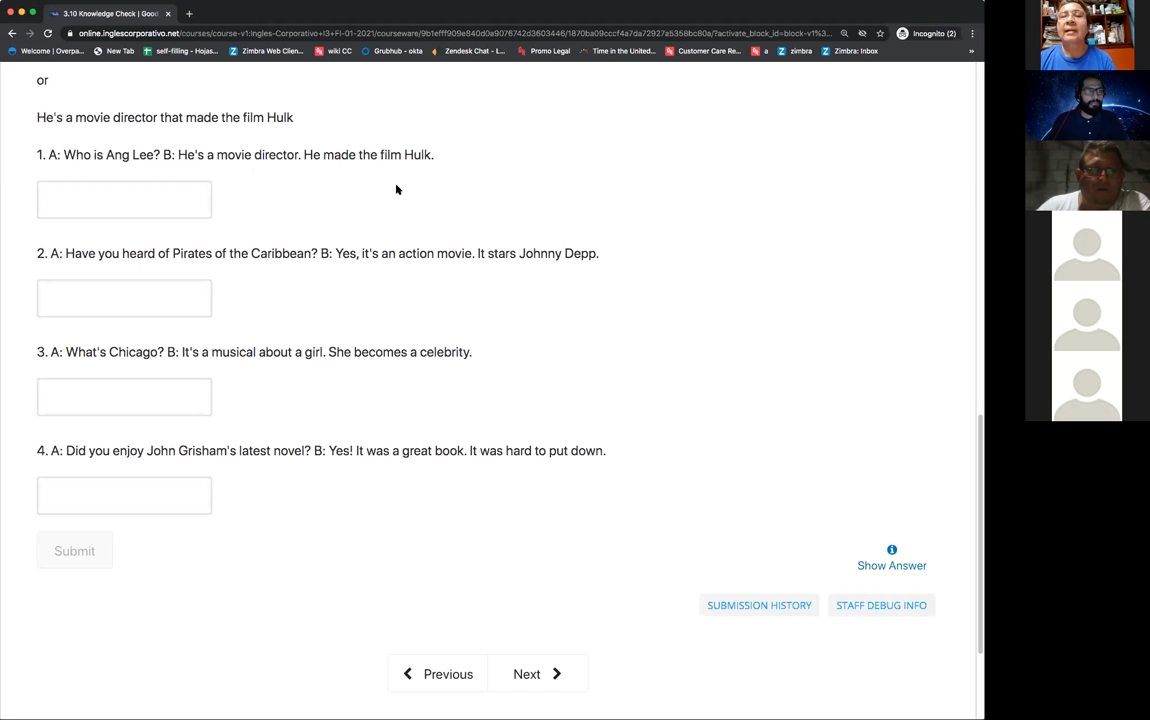 3.10 Knowledge Check | Good
online.inglescorporativo.net/courses/course-v1:Ingles-Corporativo+I3+FI-01-2021/courseware/9b1efff909e840d0a9076742d3603446/1870ba09cccf4a7da72927a5358bc80a/?activate_block_id=block-v1%3...
Incognito (2)
Welcome | Overpa... New Tab self-filling - Hojas... Zimbra Web Clien... wiki CC Grubhub - okta Zendesk Chat - L... Promo Legal Time in the United... Customer Care Re... a zimbra Zimbra: Inbox »
or
He's a movie director that made the film Hulk
1. A: Who is Ang Lee? B: He's a movie director. He made the film Hulk.
2. A: Have you heard of Pirates of the Caribbean? B: Yes, it's an action movie. It stars Johnny Depp.
3. A: What's Chicago? B: It's a musical about a girl. She becomes a celebrity.
4. A: Did you enjoy John Grisham's latest novel? B: Yes! It was a great book. It was hard to put down.
Submit
Show Answer
SUBMISSION HISTORY STAFF DEBUG INFO
Previous Next